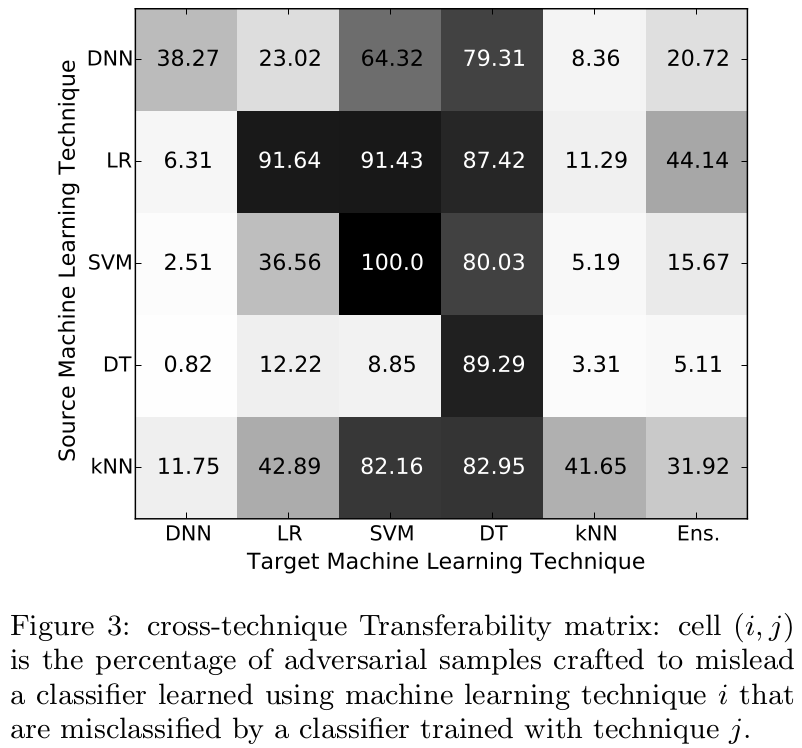 Source Machine Learning Technique
DNN 38.27 23.02 64.32 79.31 8.36 20.72
LR 6.31 91.64 91.43 87.42 11.29 44.14
SVM 2.51 36.56 100.0 80.03 5.19 15.67
DT 0.82 12.22 8.85 89.29 3.31 5.11
kNN 11.75 42.89 82.16 82.95 41.65 31.92
DNN LR SVM DT kNN Ens.
Target Machine Learning Technique
Figure 3: cross-technique Transferability matrix: cell (i, j)
is the percentage of adversarial samples crafted to mislead
a classifier learned using machine learning technique i that
are misclassified by a classifier trained with technique j.